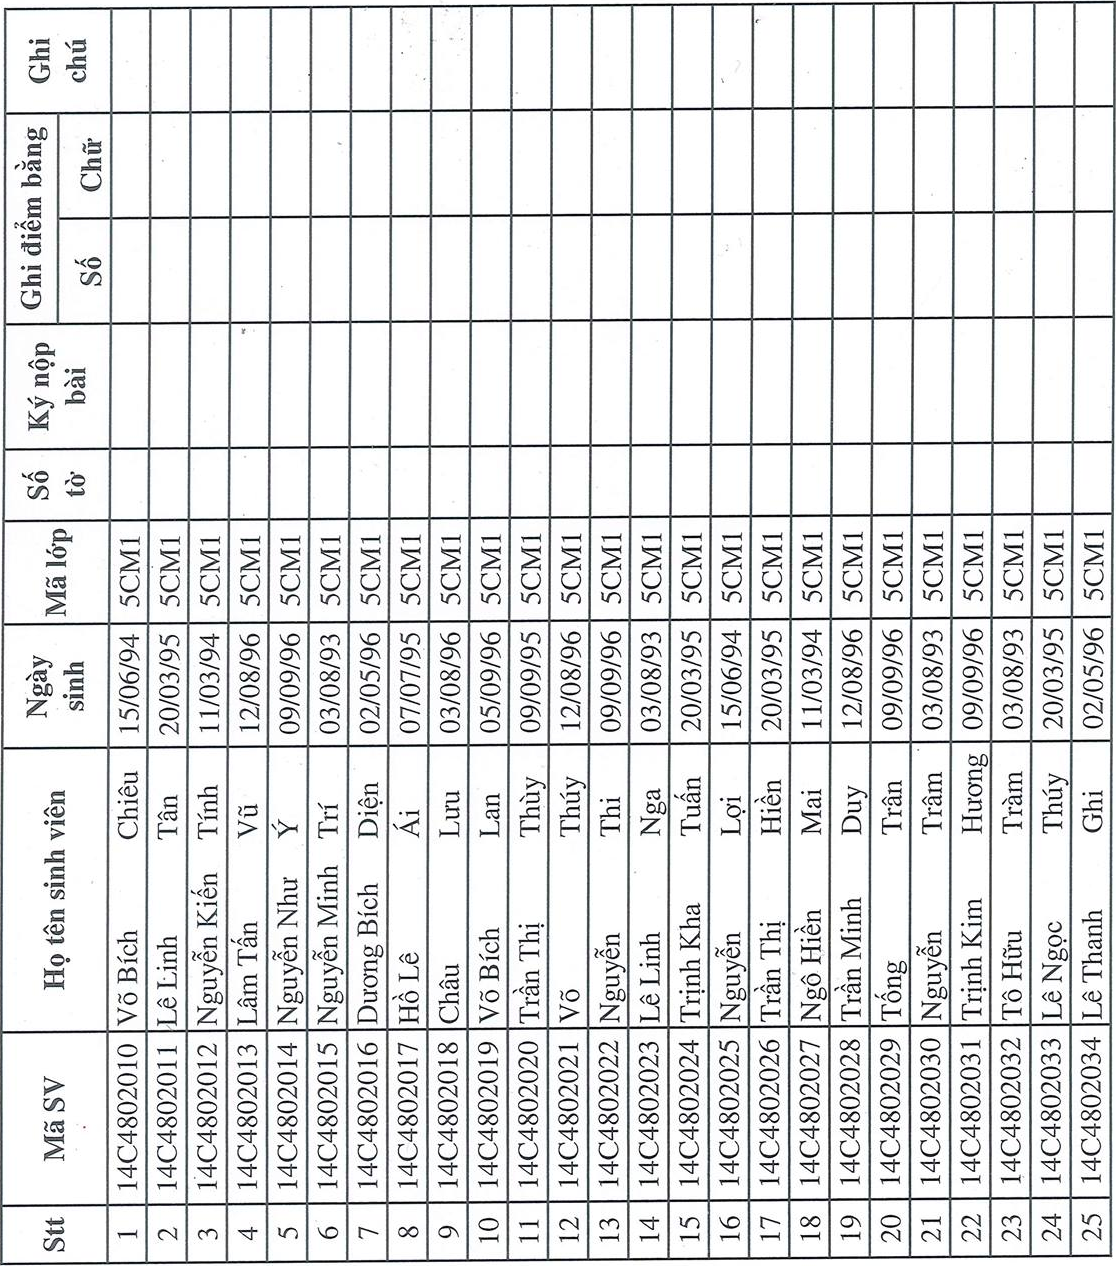 Stt Mã SV Họ tên sinh viên Ngày sinh Mã lớp Số tờ Ký nộp bài Ghi điểm bằng Số Chữ Ghi chú
1 14C4802010 Võ Bích Chiêu 15/06/94 5CM1
2 14C4802011 Lê Linh Tân 20/03/95 5CM1
3 14C4802012 Nguyễn Kiến Tính 11/03/94 5CM1
4 14C4802013 Lâm Tấn Vũ 12/08/96 5CM1
5 14C4802014 Nguyễn Như Ý 09/09/96 5CM1
6 14C4802015 Nguyễn Minh Trí 03/08/93 5CM1
7 14C4802016 Dương Bích Diện 02/05/96 5CM1
8 14C4802017 Hồ Lê Ái 07/07/95 5CM1
9 14C4802018 Châu Lưu 03/08/96 5CM1
10 14C4802019 Võ Bích Lan 05/09/96 5CM1
11 14C4802020 Trần Thị Thùy 09/09/95 5CM1
12 14C4802021 Võ Thúy 12/08/96 5CM1
13 14C4802022 Nguyễn Thi 09/09/96 5CM1
14 14C4802023 Lê Linh Nga 03/08/93 5CM1
15 14C4802024 Trịnh Kha Tuấn 20/03/95 5CM1
16 14C4802025 Nguyễn Lợi 15/06/94 5CM1
17 14C4802026 Trần Thị Hiền 20/03/95 5CM1
18 14C4802027 Ngô Hiền Mai 11/03/94 5CM1
19 14C4802028 Trần Minh Duy 12/08/96 5CM1
20 14C4802029 Tống Trân 09/09/96 5CM1
21 14C4802030 Nguyễn Trâm 03/08/93 5CM1
22 14C4802031 Trịnh Kim Hương 09/09/96 5CM1
23 14C4802032 Tô Hữu Tràm 03/08/93 5CM1
24 14C4802033 Lê Ngọc Thúy 20/03/95 5CM1
25 14C4802034 Lê Thanh Ghi 02/05/96 5CM1